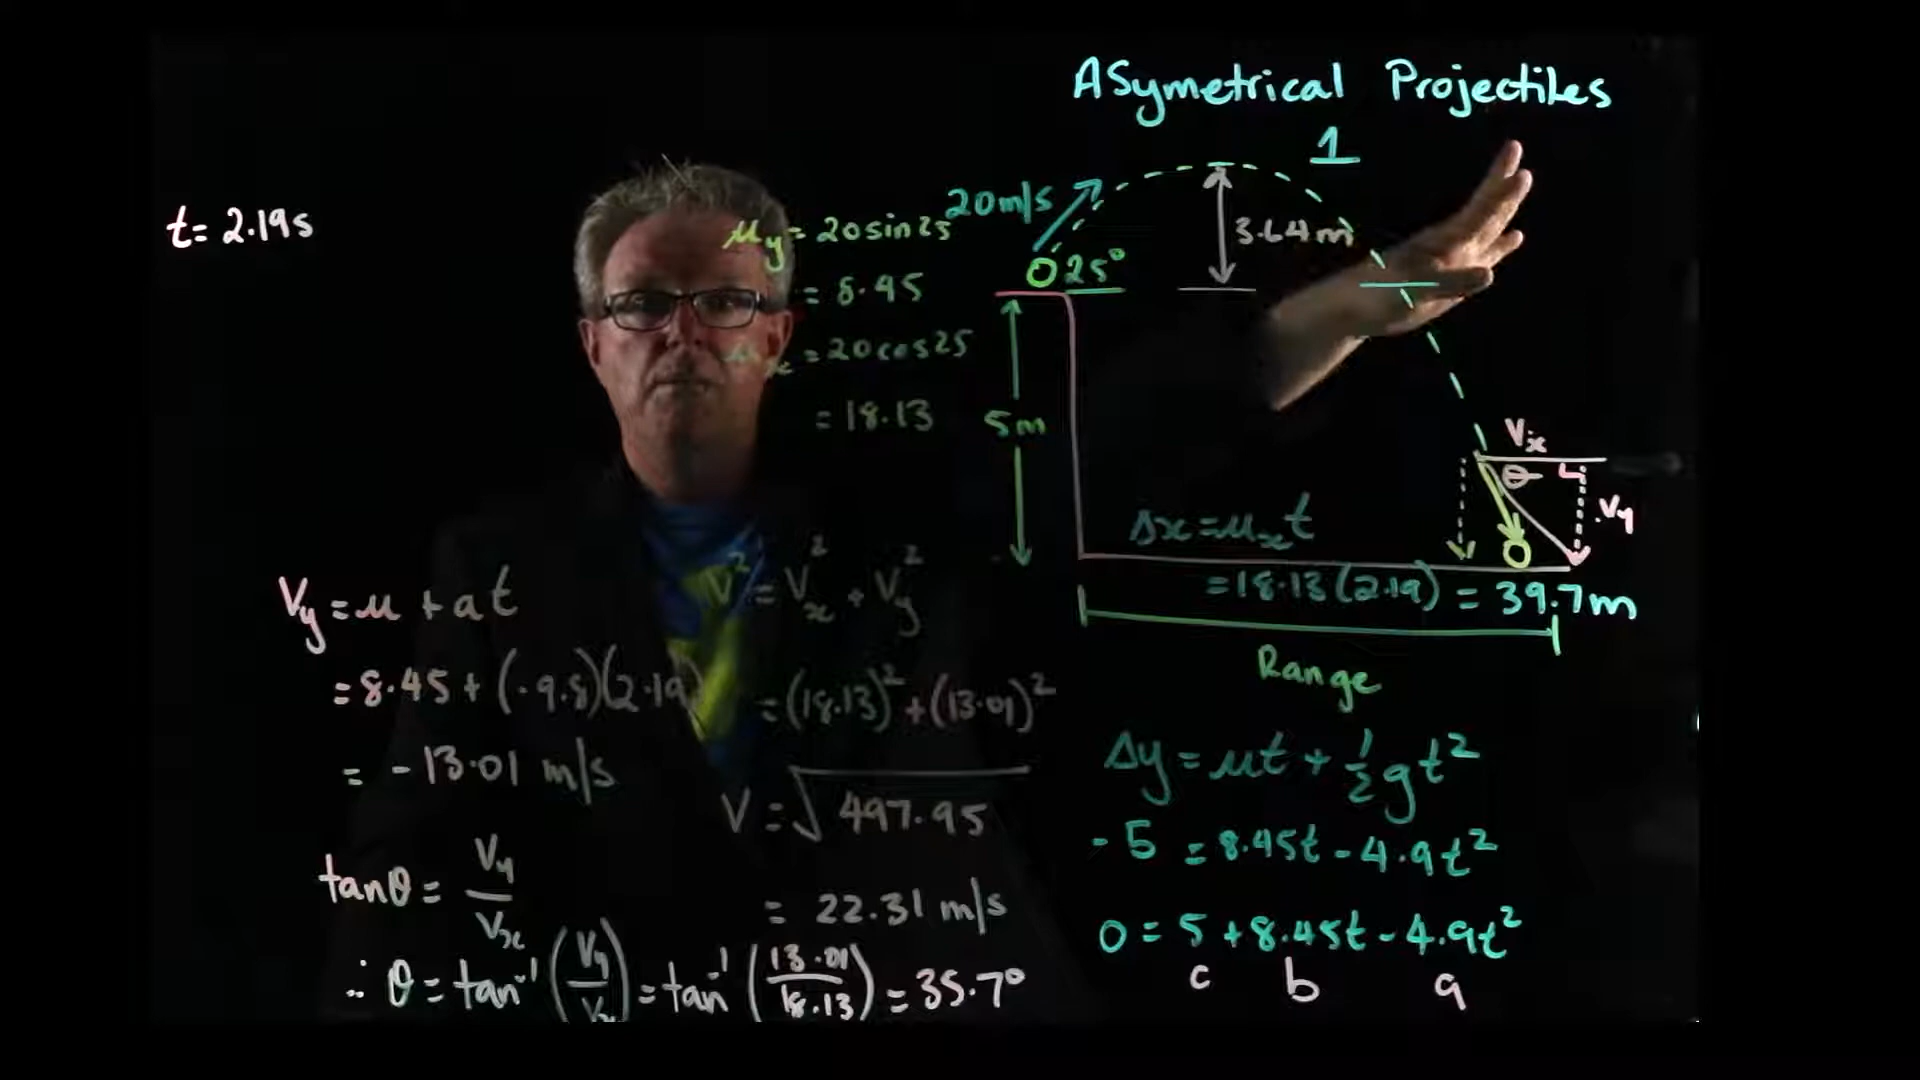 ASymetrical Projectiles
1
t= 2.19s
μy = 20sin25
= 8.45
μx = 20cos25
= 18.13
20m/s
25°
3.64m
5m
Vx
θ
Vy
Δx = μxt
= 18.13(2.19) = 39.7m
Range
Vy = μ + at
= 8.45 + (-9.8)(2.19)
= -13.01 m/s
tanθ = Vy/Vx
∴ θ = tan⁻¹(Vy/Vx) = tan⁻¹(13.01/18.13) = 35.7°
V² = Vx² + Vy²
= (18.13)² + (13.01)²
V = √497.95
= 22.31 m/s
Δy = μt + ½gt²
-5 = 8.45t - 4.9t²
0 = 5 + 8.45t - 4.9t²
c b a